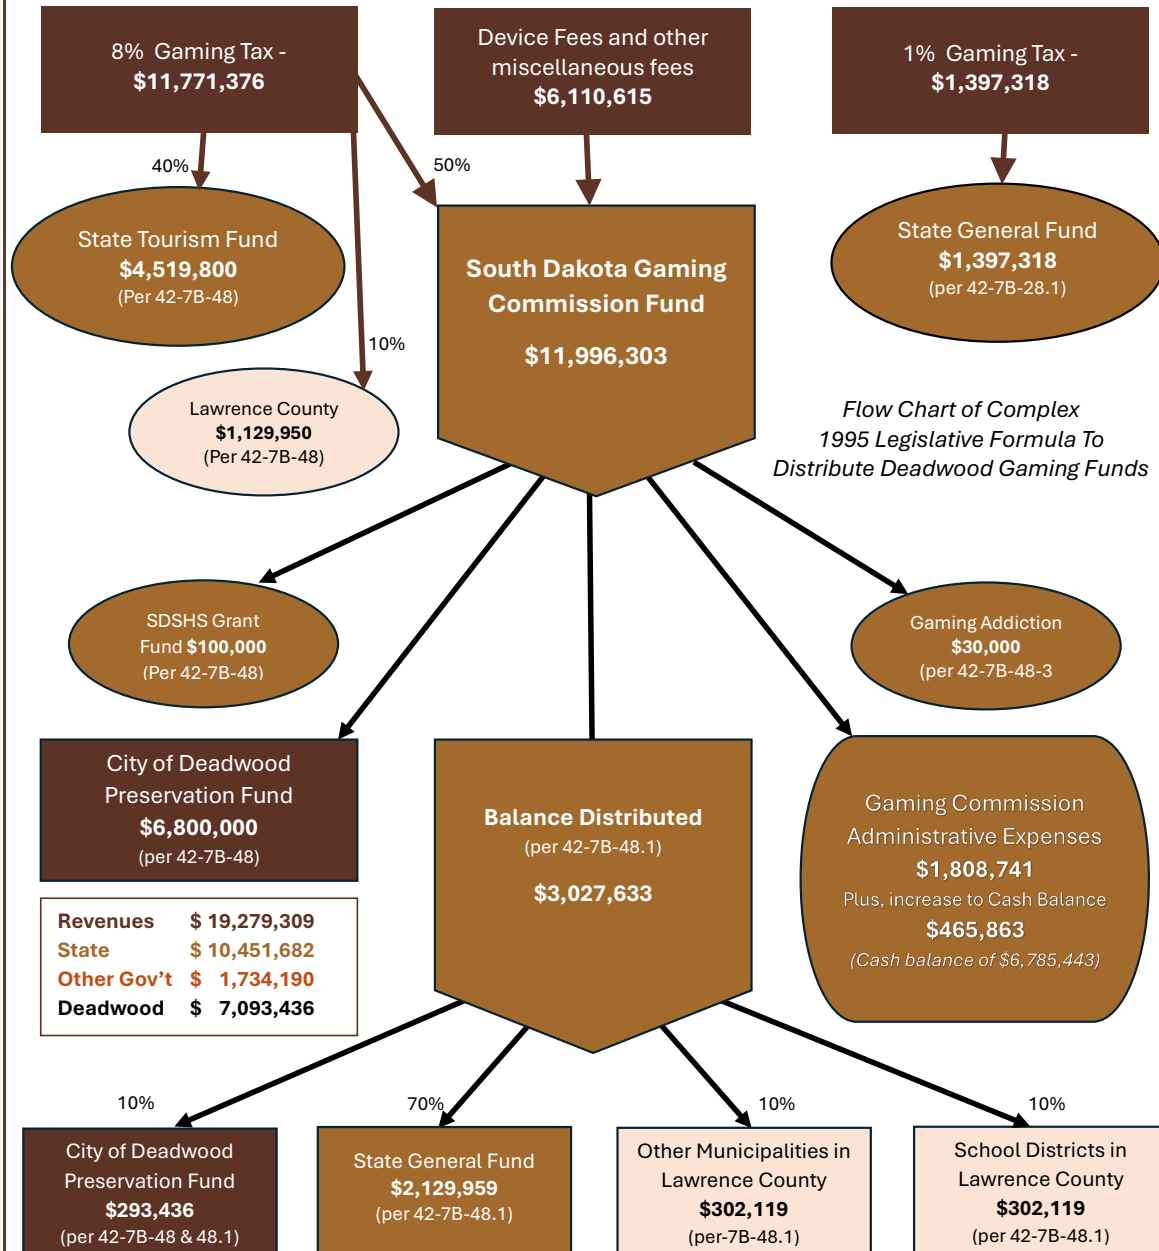 8% Gaming Tax -
$11,771,376
Device Fees and other
miscellaneous fees
$6,110,615
1% Gaming Tax -
$1,397,318
40%
50%
State Tourism Fund
$4,519,800
(Per 42-7B-48)
South Dakota Gaming
Commission Fund
$11,996,303
State General Fund
$1,397,318
(per 42-7B-28.1)
10%
Lawrence County
$1,129,950
(Per 42-7B-48)
Flow Chart of Complex
1995 Legislative Formula To
Distribute Deadwood Gaming Funds
SDSHS Grant
Fund $100,000
(Per 42-7B-48)
Gaming Addiction
$30,000
(per 42-7B-48-3
City of Deadwood
Preservation Fund
$6,800,000
(per 42-7B-48)
Balance Distributed
(per 42-7B-48.1)
$3,027,633
Gaming Commission
Administrative Expenses
$1,808,741
Plus, increase to Cash Balance
$465,863
(Cash balance of $6,785,443)
Revenues $ 19,279,309
State $ 10,451,682
Other Gov't $ 1,734,190
Deadwood $ 7,093,436
10%
70%
10%
10%
City of Deadwood
Preservation Fund
$293,436
(per 42-7B-48 & 48.1)
State General Fund
$2,129,959
(per 42-7B-48.1)
Other Municipalities in
Lawrence County
$302,119
(per-7B-48.1)
School Districts in
Lawrence County
$302,119
(per 42-7B-48.1)